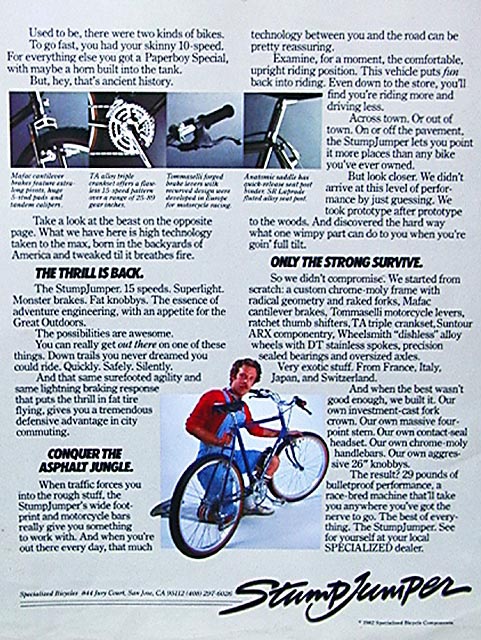 Used to be, there were two kinds of bikes.
To go fast, you had your skinny 10-speed.
For everything else you got a Paperboy Special,
with maybe a horn built into the tank.
But, hey, that's ancient history.
Mafac cantilever
brakes feature extra-
long pivots, huge
5-stud pads and
tandem calipers.
TA alloy triple
crankset offers a flaw-
less 15 speed pattern
over a range of 25-89
gear inches.
Tommaselli forged
brake levers with
recurved design were
developed in Europe
for motorcycle racing.
Anatomic saddle has
quick-release seat post
binder. SR Laprade
fluted alloy seat post.
Take a look at the beast on the opposite
page. What we have here is high technology
taken to the max, born in the backyards of
America and tweaked til it breathes fire.
THE THRILL IS BACK.
The StumpJumper. 15 speeds. Superlight.
Monster brakes. Fat knobbys. The essence of
adventure engineering, with an appetite for the
Great Outdoors.
The possibilities are awesome.
You can really get out there on one of these
things. Down trails you never dreamed you
could ride. Quickly. Safely. Silently.
And that same surefooted agility and
same lightning braking response
that puts the thrill in fat tire
flying, gives you a tremendous
defensive advantage in city
commuting.
CONQUER THE
ASPHALT JUNGLE.
When traffic forces you
into the rough stuff, the
StumpJumper's wide foot-
print and motorcycle bars
really give you something
to work with. And when you're
out there every day, that much
technology between you and the road can be
pretty reassuring.
Examine, for a moment, the comfortable,
upright riding position. This vehicle puts fun
back into riding. Even down to the store, you'll
find you're riding more and
driving less.
Across town. Or out of
town. On or off the pavement,
the StumpJumper lets you point
it more places than any bike
you've ever owned.
But look closer. We didn't
arrive at this level of perfor-
mance by just guessing. We
took prototype after prototype
to the woods. And discovered the hard way
what one wimpy part can do to you when you're
goin' full tilt.
ONLY THE STRONG SURVIVE.
So we didn't compromise. We started from
scratch: a custom chrome-moly frame with
radical geometry and raked forks, Mafac
cantilever brakes, Tommaselli motorcycle levers,
ratchet thumb shifters, TA triple crankset, Suntour
ARX componentry, Wheelsmith "dishless" alloy
wheels with DT stainless spokes, precision
sealed bearings and oversized axles.
Very exotic stuff. From France, Italy,
Japan, and Switzerland.
And when the best wasn't
good enough, we built it. Our
own investment-cast fork
crown. Our own massive four-
point stem. Our own contact-seal
headset. Our own chrome-moly
handlebars. Our own aggres-
sive 26" knobbys.
The result? 29 pounds of
bulletproof performance, a
race-bred machine that'll take
you anywhere you've got the
nerve to go. The best of every-
thing. The StumpJumper. See
for yourself at your local
SPECIALIZED dealer.
Specialized Bicycles 844 Jury Court, San Jose, CA 95112 (408) 297-6026
StumpJumper
© 1982 Specialized Bicycle Components